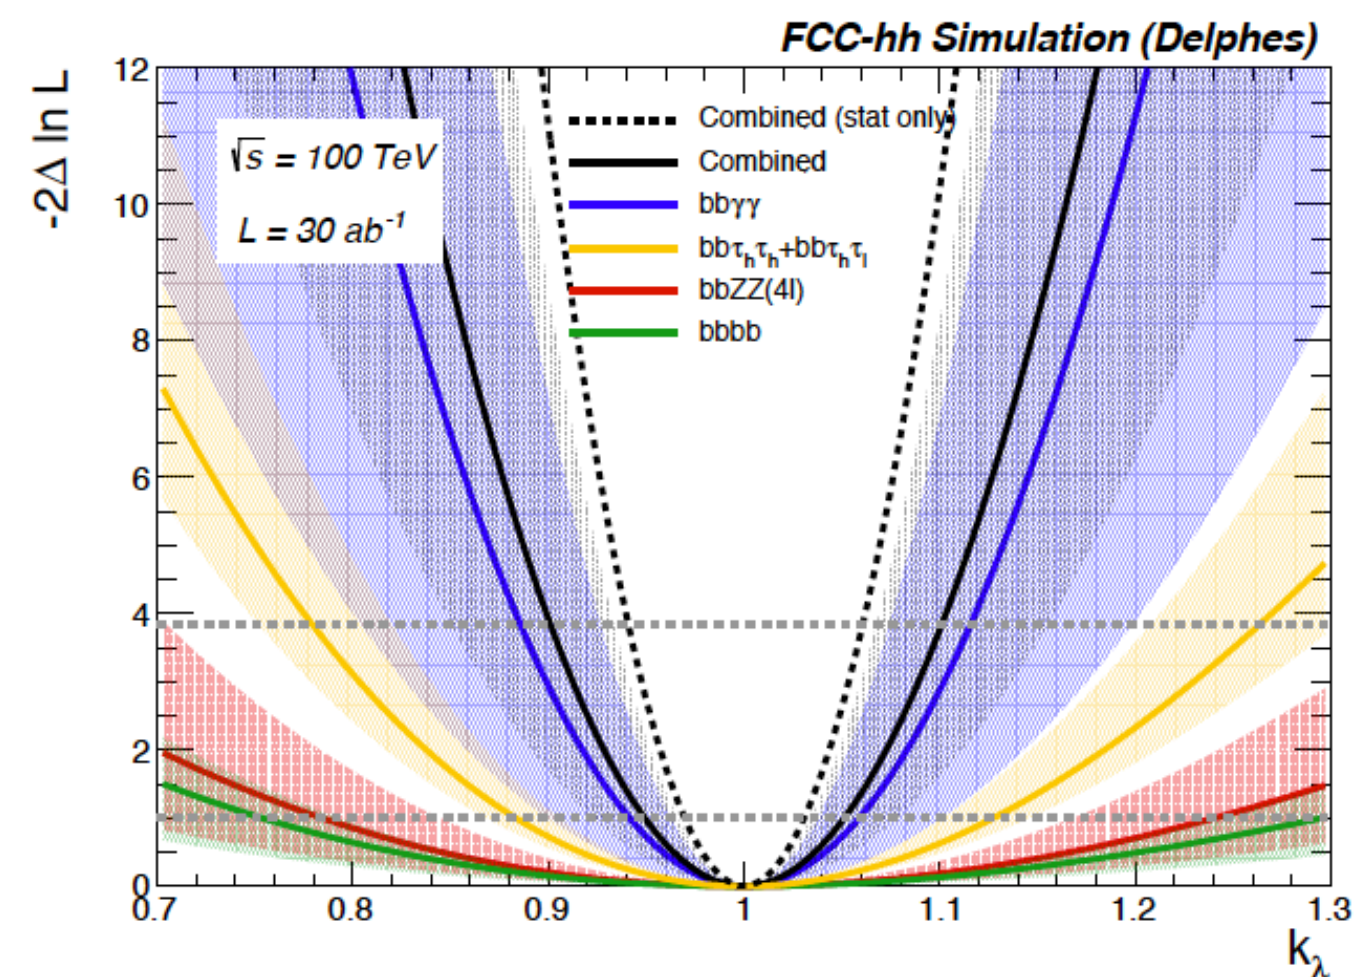 FCC-hh Simulation (Delphes)
-2Δ ln L
12
10
8
6
4
2
0
√s = 100 TeV
L = 30 ab⁻¹
Combined (stat only)
Combined
bbγγ
bbτₕτₕ+bbτₕτₗ
bbZZ(4l)
bbbb
0.7 0.8 0.9 1 1.1 1.2 1.3
k_λ